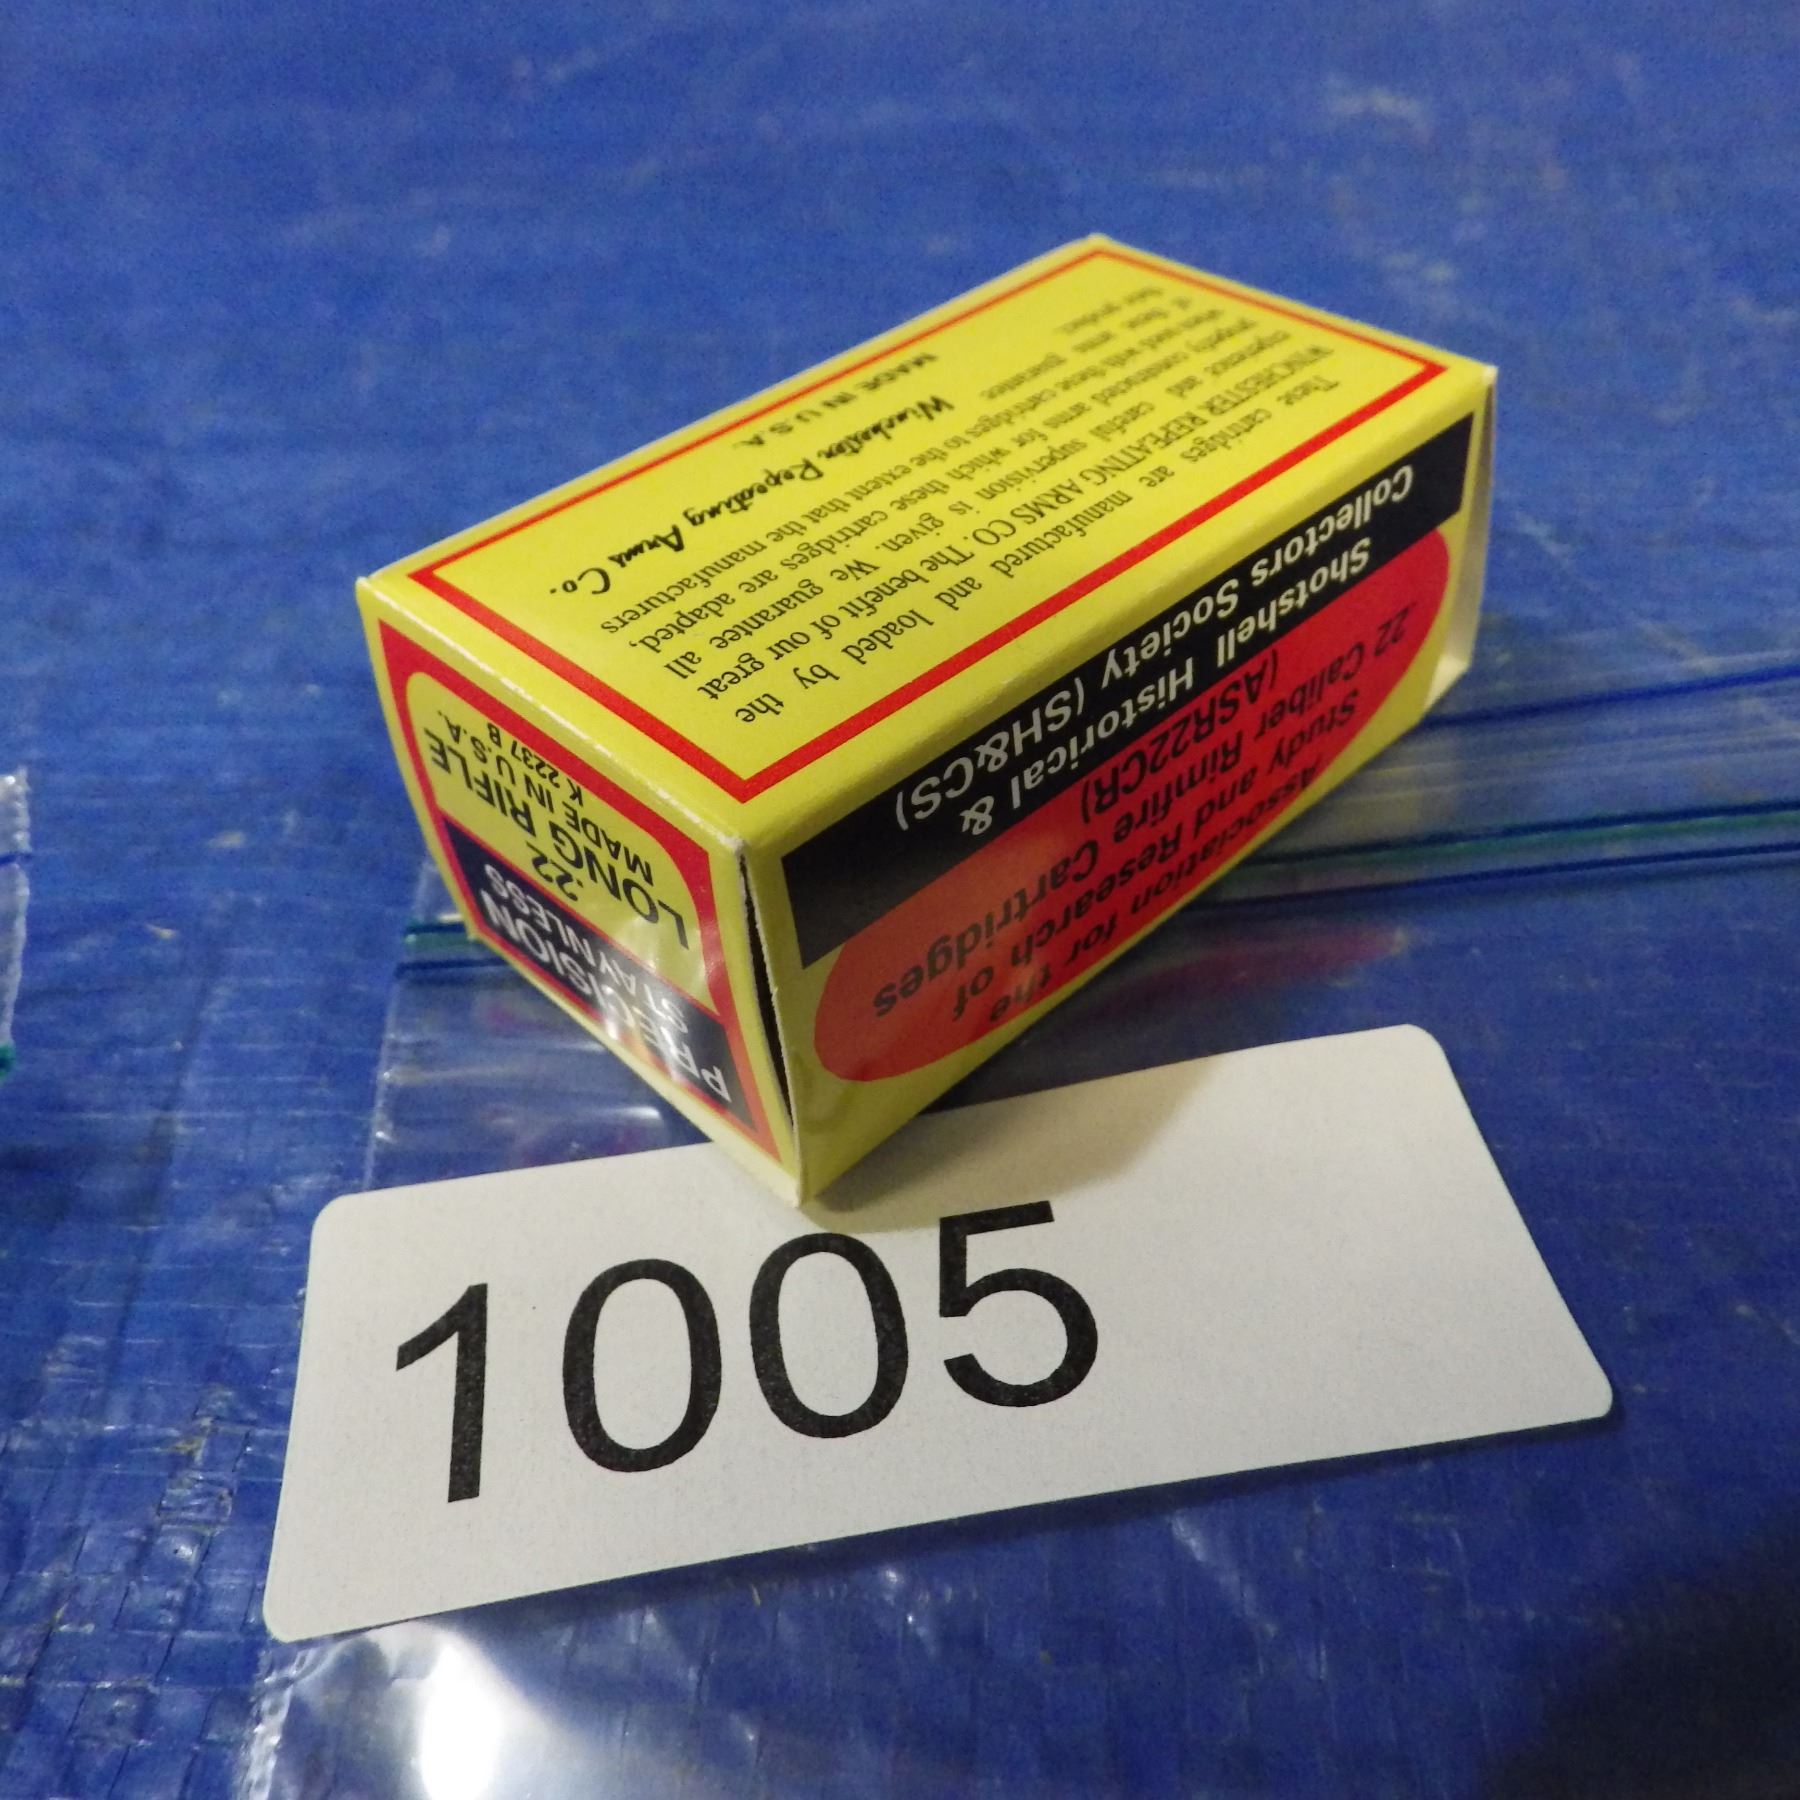 MADE IN U.S.A.
Winchester Repeating Arms Co.
These cartridges are manufactured and loaded by the
WINCHESTER REPEATING ARMS CO. The benefit of our great
experience and careful supervision is given. We guarantee all
properly constructed arms for which these cartridges are adapted,
when used with these cartridges to the extent that the manufacturers
of these arms guarantee
their product.
PRECISION
STAYNLESS
.22
LONG RIFLE
MADE IN U.S.A.
K 2237 B
Association for the
Study and Research of
22 Caliber Rimfire Cartridges
(ASR22CR)
Shotshell Historical &
Collectors Society (SH&CS)
1005